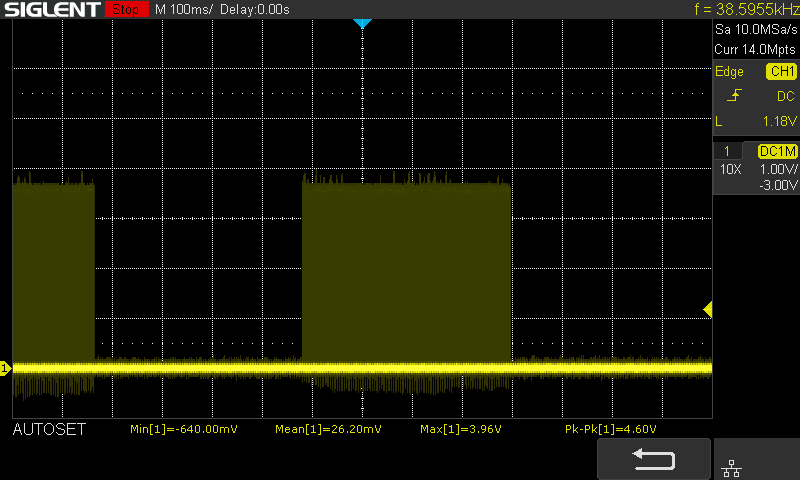 SIGLENT Stop M 100ms/ Delay:0.00s f = 38.5955kHz
Sa 10.0MSa/s
Curr 14.0Mpts
Edge CH1
DC
L 1.18V
1 DC1M
10X 1.00V/
-3.00V
1
AUTOSET Min[1]=-640.00mV Mean[1]=26.20mV Max[1]=3.96V Pk-Pk[1]=4.60V